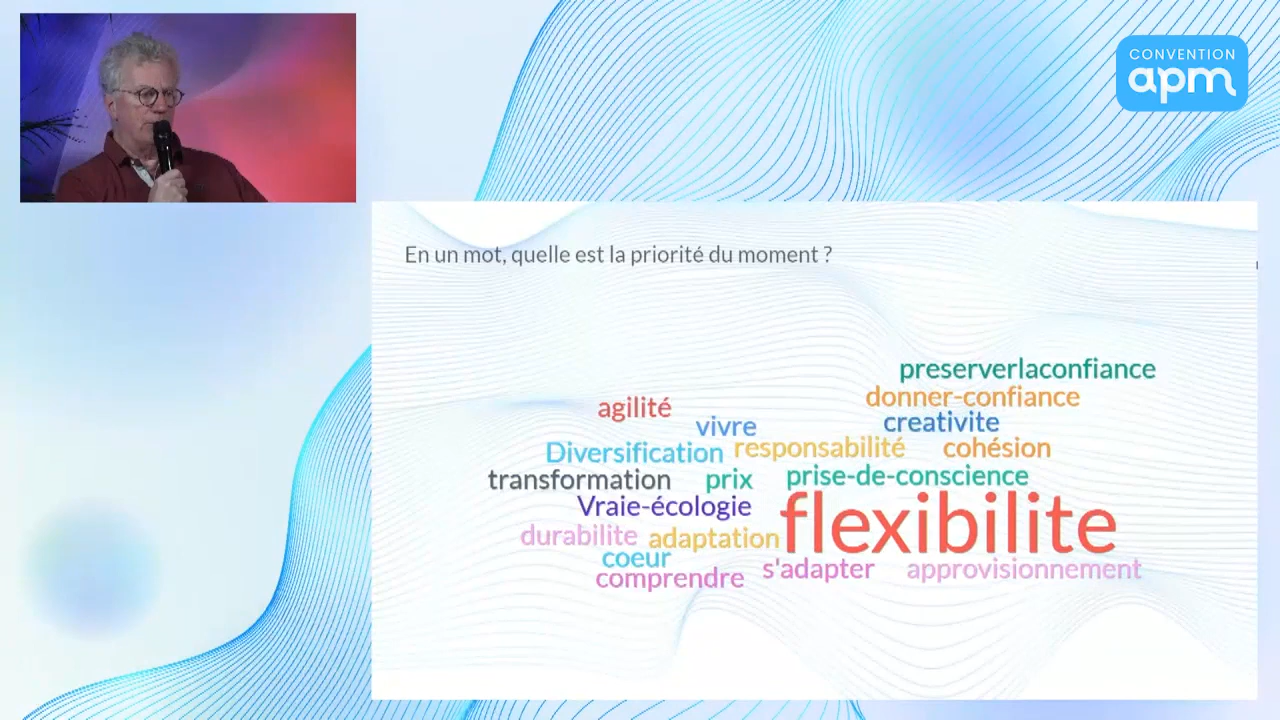 CONVENTION
apm
En un mot, quelle est la priorité du moment ?
preserverlaconfiance
donner-confiance
agilité
creativite
vivre
responsabilité
cohésion
Diversification
prise-de-conscience
transformation
prix
Vraie-écologie
flexibilite
durabilite
adaptation
coeur
s'adapter
approvisionnement
comprendre